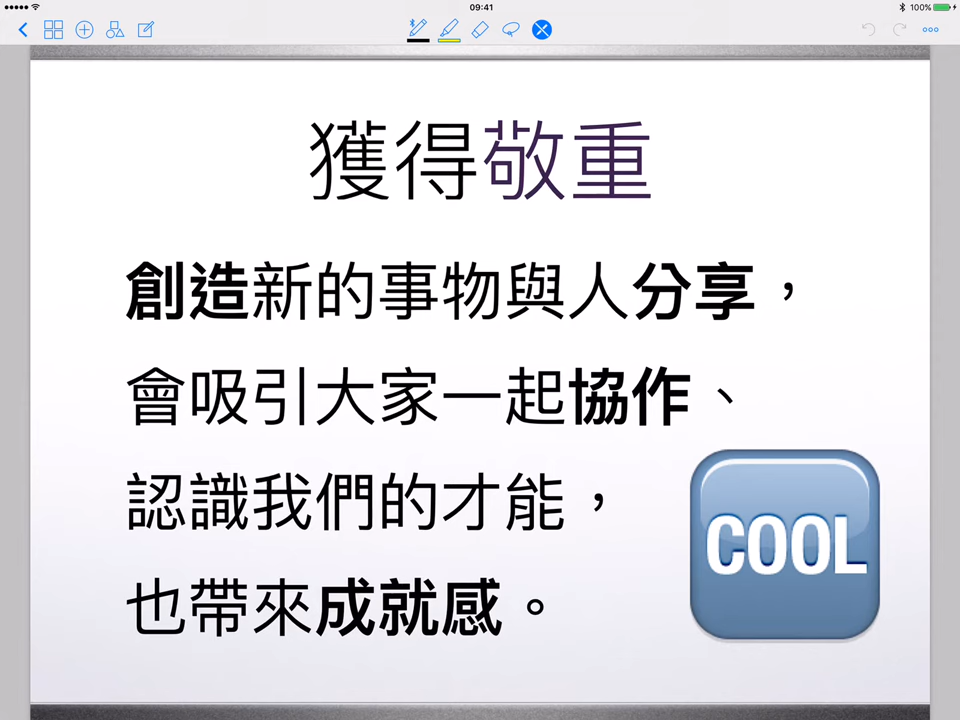 09:41
100%
獲得敬重
創造新的事物與人分享，
會吸引大家一起協作、
認識我們的才能，
也帶來成就感。
COOL